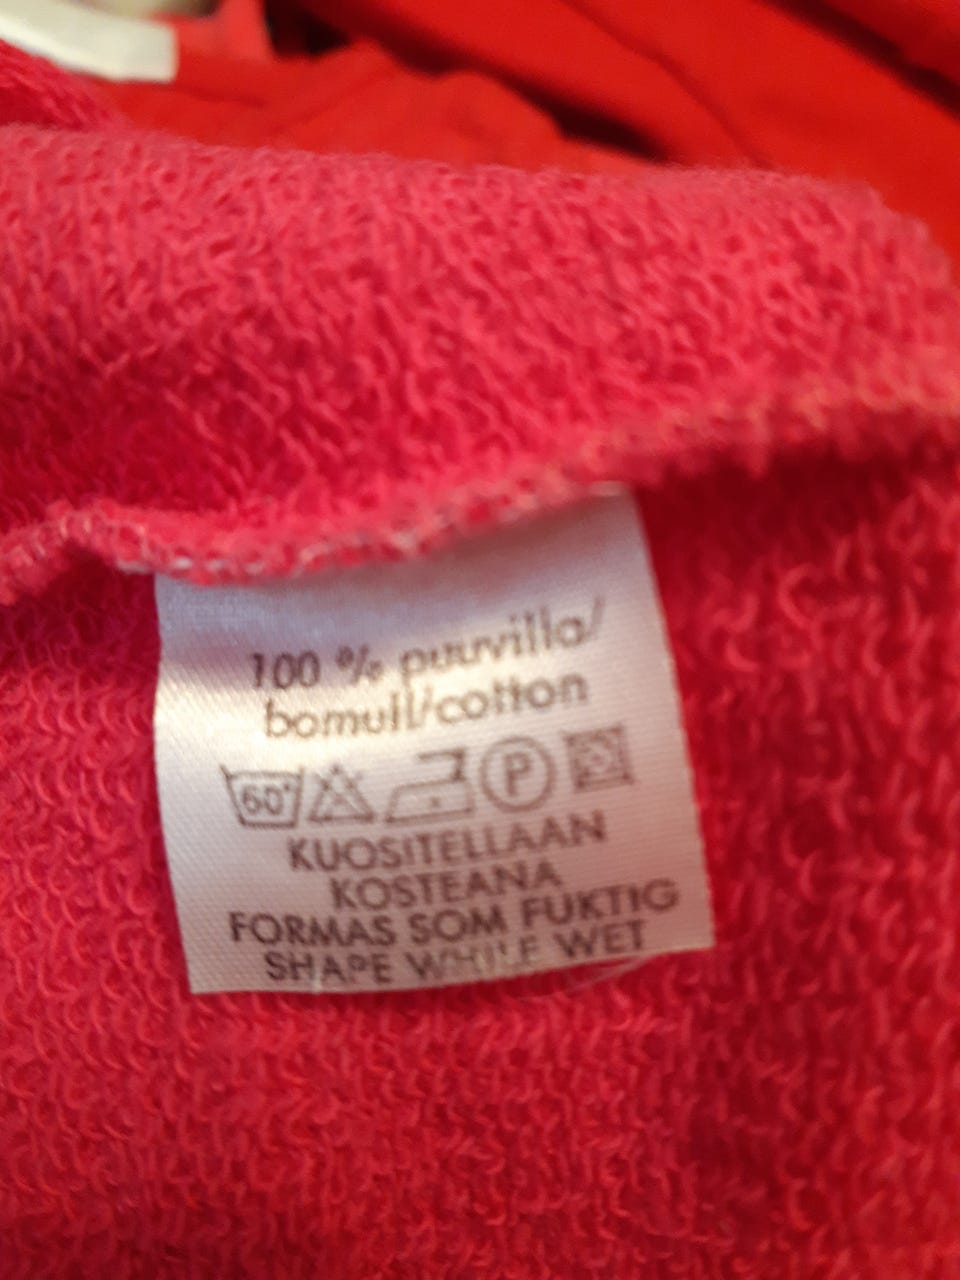 100 % puuvilla/
bomull/cotton
60° P
KUOSITELLAAN
KOSTEANA
FORMAS SOM FUKTIG
SHAPE WHILE WET